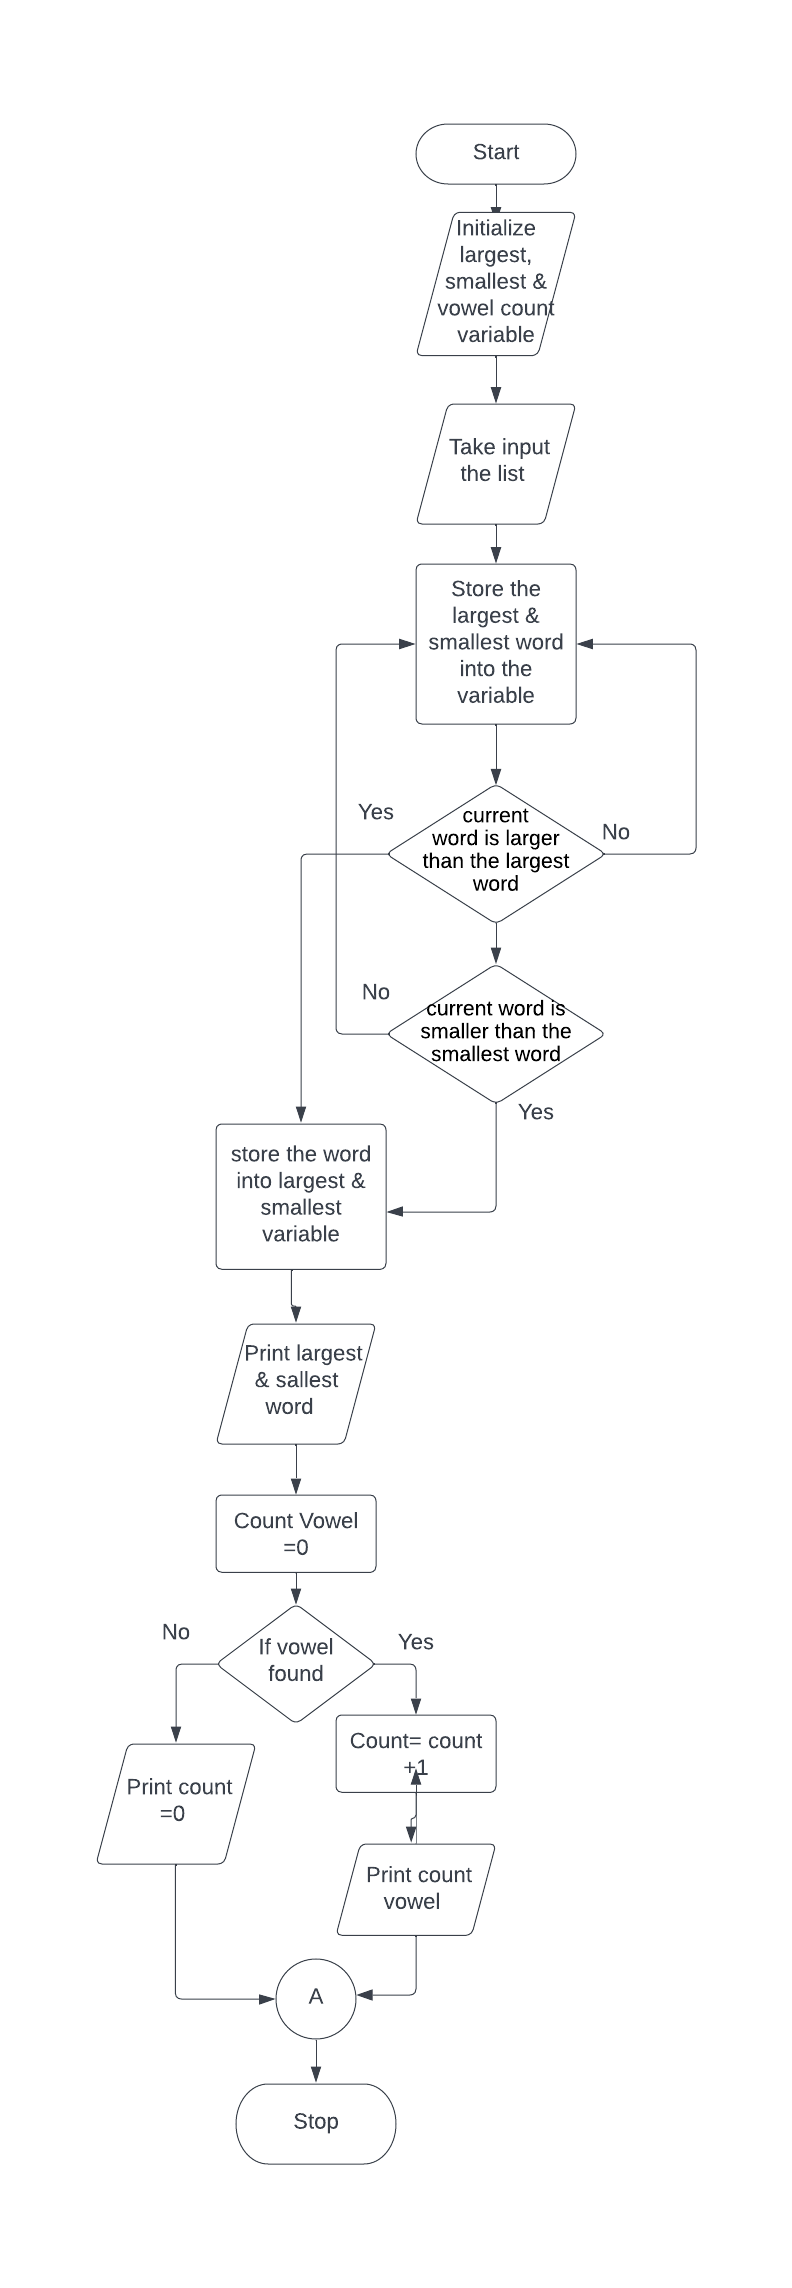 Start
Initialize
largest,
smallest &
vowel count
variable
Take input
the list
Store the
largest &
smallest word
into the
variable
Yes
current
word is larger
than the largest
word
No
No
current word is
smaller than the
smallest word
Yes
store the word
into largest &
smallest
variable
Print largest
& sallest
word
Count Vowel
=0
No
If vowel
found
Yes
Count= count
+1
Print count
=0
Print count
vowel
A
Stop